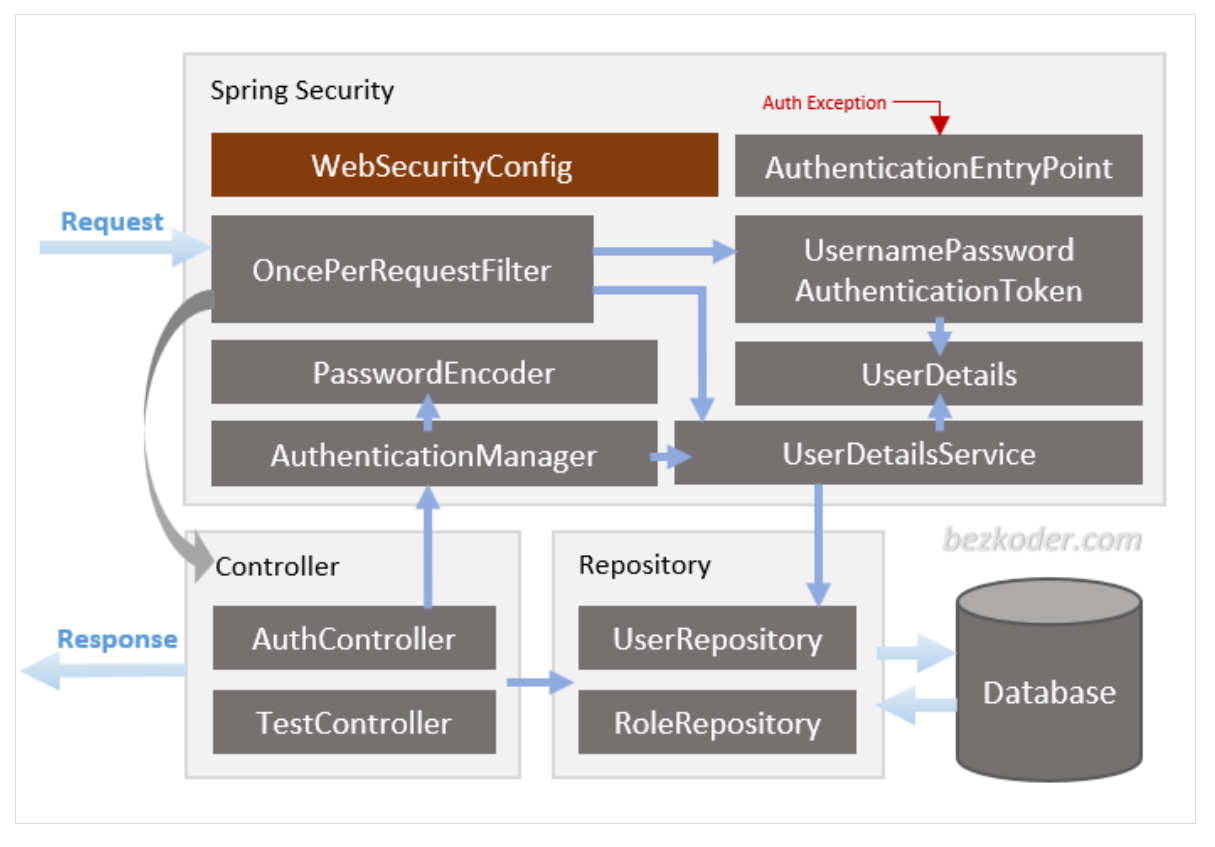 Spring Security
Auth Exception
WebSecurityConfig
AuthenticationEntryPoint
Request
OncePerRequestFilter
UsernamePassword
AuthenticationToken
PasswordEncoder
UserDetails
AuthenticationManager
UserDetailsService
bezkoder.com
Controller
Repository
Response
AuthController
UserRepository
Database
TestController
RoleRepository